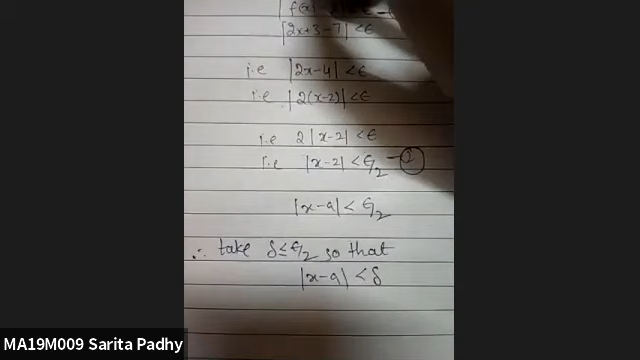 |2x+3-7| <ε
i.e |2x-4| <ε
i.e |2(x-2)| <ε
i.e 2|x-2| <ε
i.e |x-2| <ε/2 -②
|x-a| < ε/2
∴ take δ≤ε/2 so that
|x-a| <δ
MA19M009 Sarita Padhy